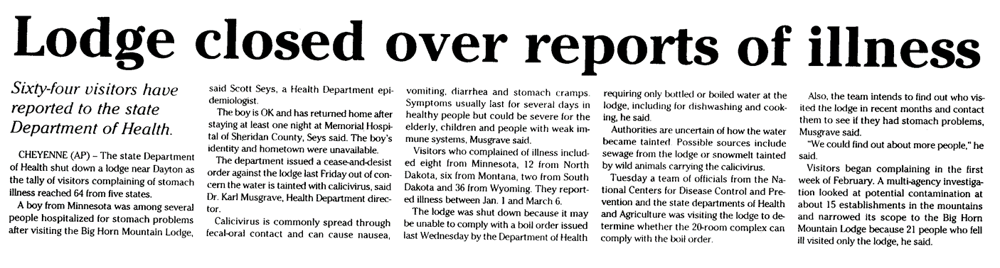 Lodge closed over reports of illness
Sixty-four visitors have
reported to the state
Department of Health.
CHEYENNE (AP) – The state Department
of Health shut down a lodge near Dayton as
the tally of visitors complaining of stomach
illness reached 64 from five states.
A boy from Minnesota was among several
people hospitalized for stomach problems
after visiting the Big Horn Mountain Lodge,
said Scott Seys, a Health Department epi-
demiologist.
The boy is OK and has returned home after
staying at least one night at Memorial Hospi-
tal of Sheridan County, Seys said. The boy's
identity and hometown were unavailable.
The department issued a cease-and-desist
order against the lodge last Friday out of con-
cern the water is tainted with calicivirus, said
Dr. Karl Musgrave, Health Department direc-
tor.
Calicivirus is commonly spread through
fecal-oral contact and can cause nausea,
vomiting, diarrhea and stomach cramps.
Symptoms usually last for several days in
healthy people but could be severe for the
elderly, children and people with weak im-
mune systems, Musgrave said.
Visitors who complained of illness includ-
ed eight from Minnesota, 12 from North
Dakota, six from Montana, two from South
Dakota and 36 from Wyoming. They report-
ed illness between Jan. 1 and March 6.
The lodge was shut down because it may
be unable to comply with a boil order issued
last Wednesday by the Department of Health
requiring only bottled or boiled water at the
lodge, including for dishwashing and cook-
ing, he said.
Authorities are uncertain of how the water
became tainted. Possible sources include
sewage from the lodge or snowmelt tainted
by wild animals carrying the calicivirus.
Tuesday a team of officials from the Na-
tional Centers for Disease Control and Pre-
vention and the state departments of Health
and Agriculture was visiting the lodge to de-
termine whether the 20-room complex can
comply with the boil order.
Also, the team intends to find out who vis-
ited the lodge in recent months and contact
them to see if they had stomach problems,
Musgrave said.
"We could find out about more people," he
said.
Visitors began complaining in the first
week of February. A multi-agency investiga-
tion looked at potential contamination at
about 15 establishments in the mountains
and narrowed its scope to the Big Horn
Mountain Lodge because 21 people who fell
ill visited only the lodge, he said.